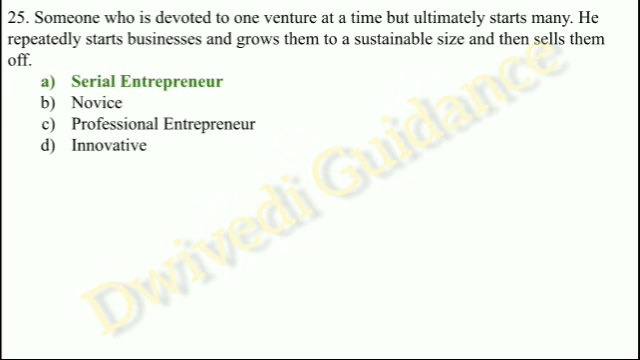 25. Someone who is devoted to one venture at a time but ultimately starts many. He
repeatedly starts businesses and grows them to a sustainable size and then sells them
off.
a) Serial Entrepreneur
b) Novice
c) Professional Entrepreneur
d) Innovative
Dwivedi Guidance